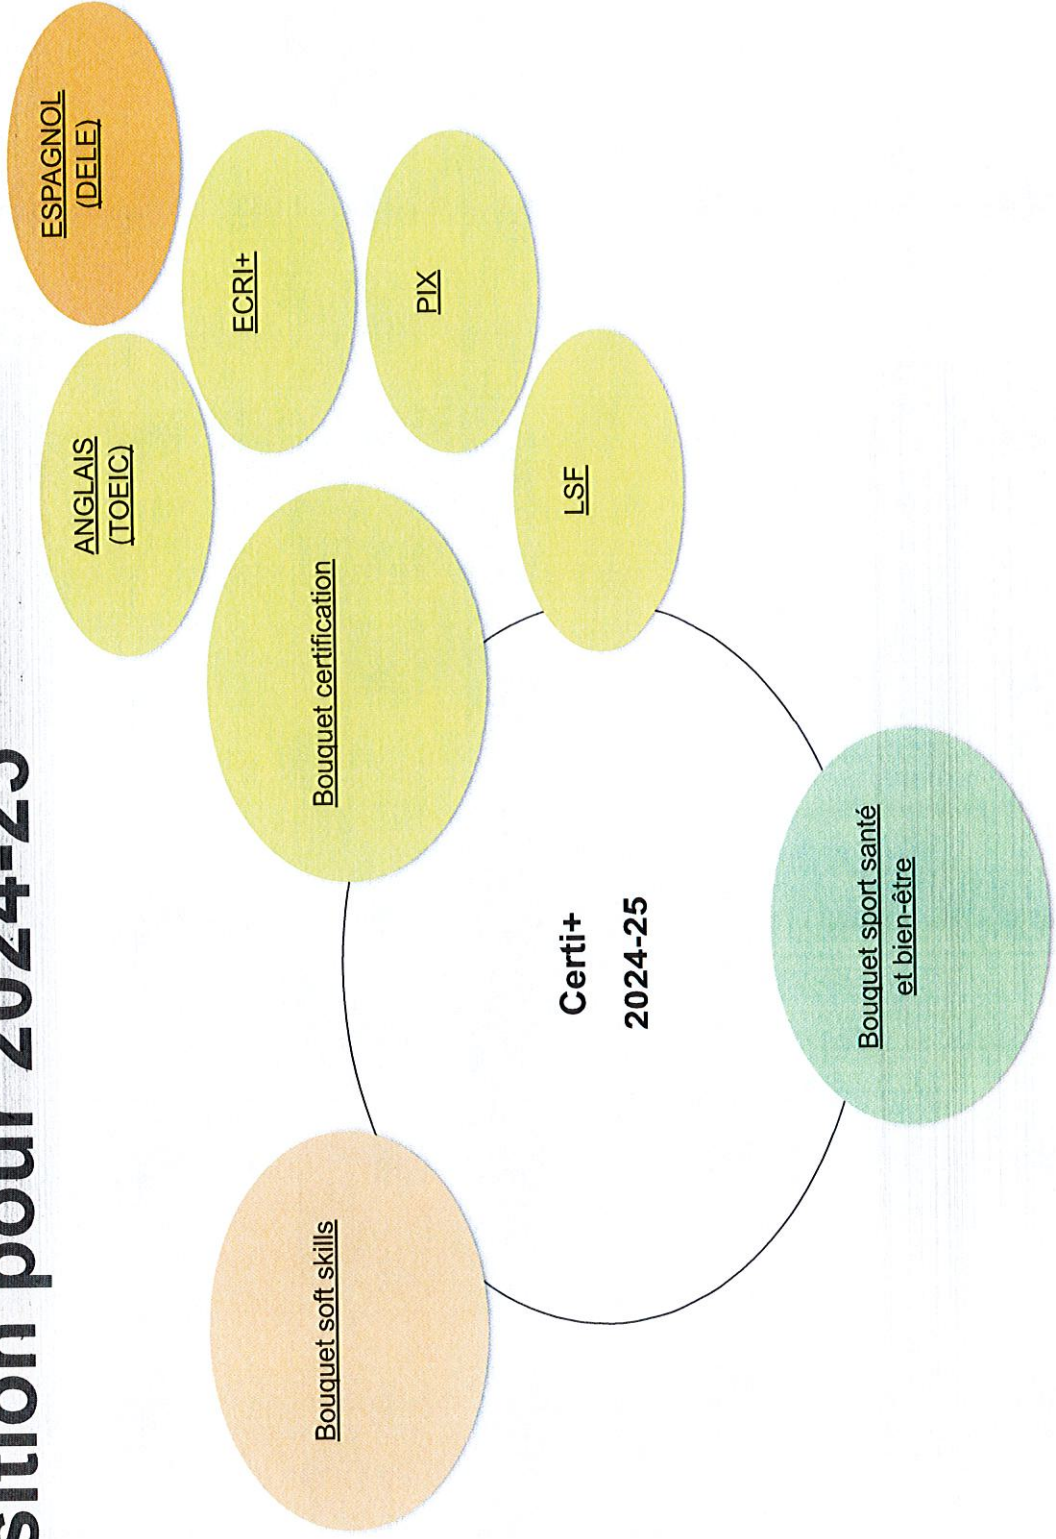 pour 2024-25
ESPAGNOL
(DELE)
ANGLAIS
(TOEIC)
ECRI+
Bouquet certification
PIX
Bouquet soft skills
LSF
Certi+
2024-25
Bouquet sport santé
et bien-être